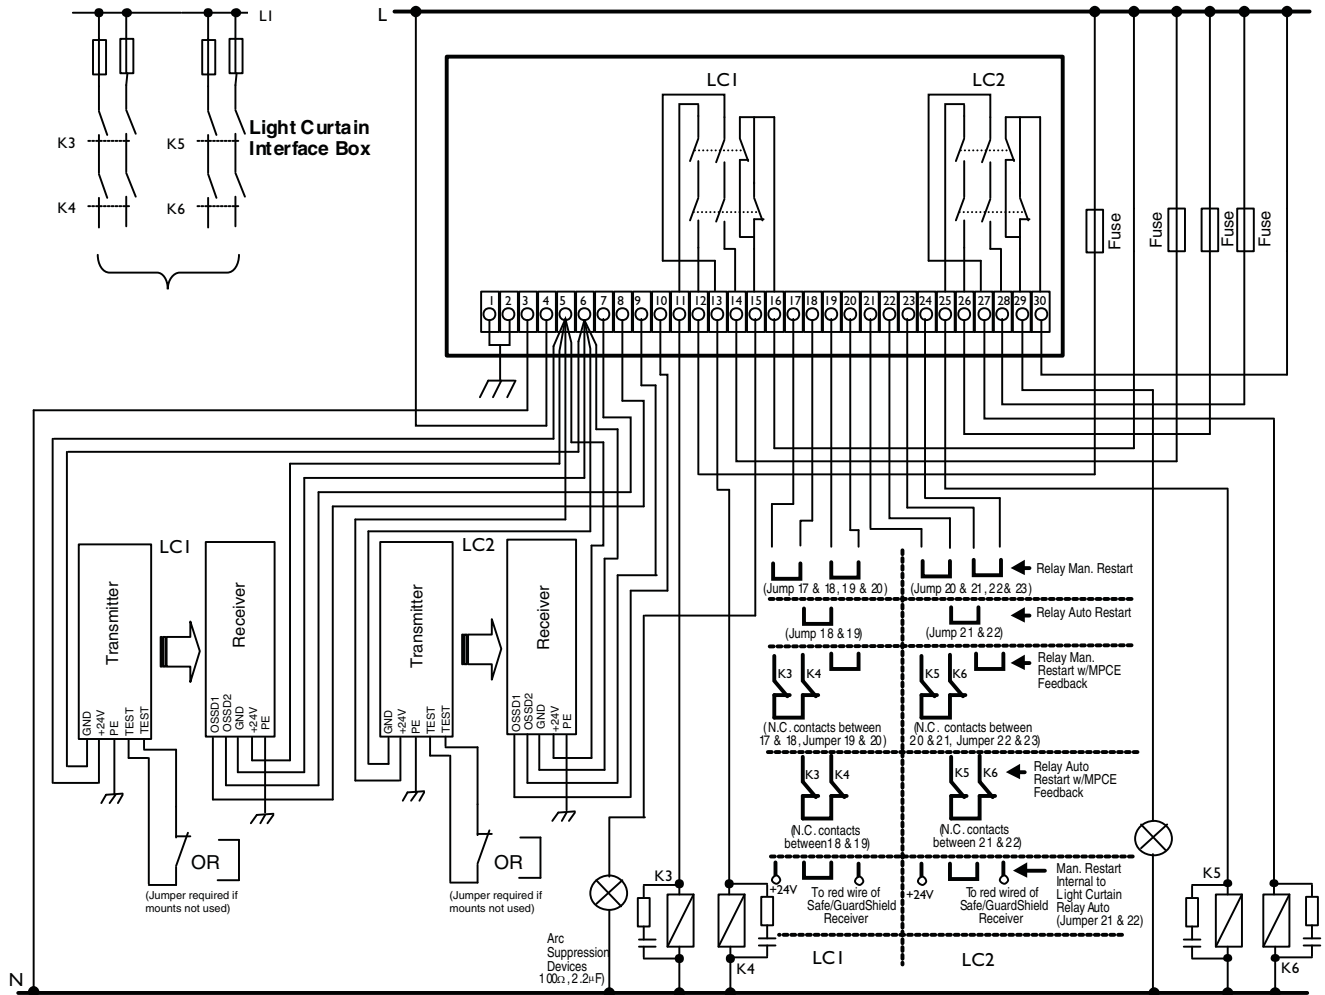 L1
L
LC1
LC2
Light Curtain
Interface Box
K3
K5
K4
K6
Fuse
Fuse
Fuse
Fuse
1 2 3 4 5 6 7 8 9 10 11 12 13 14 15 16 17 18 19 20 21 22 23 24 25 26 27 28 29 30
LC1
LC2
Transmitter
Receiver
Transmitter
Receiver
GND
+24V
PE
TEST
TEST
OSSD1
OSSD2
GND
+24V
PE
GND
+24V
PE
TEST
TEST
OSSD1
OSSD2
GND
+24V
PE
OR
(Jumper required if
mounts not used)
OR
(Jumper required if
mounts not used)
(Jump 17 & 18, 19 & 20)
(Jump 20 & 21, 22& 23)
Relay Man. Restart
(Jump 18 & 19)
(Jump 21 & 22)
Relay Auto Restart
K3
K4
K5
K6
Relay Man.
Restart w/MPCE
Feedback
(N.C. contacts between
17 & 18, Jumper 19 & 20)
(N.C. contacts between
20 & 21, Jumper 22 & 23)
K3
K4
K5
K6
Relay Auto
Restart w/MPCE
Feedback
(N.C. contacts
between 18 & 19)
(N.C. contacts
between 21 & 22)
+24V
To red wire of
Safe/GuardShield
Receiver
+24V
To red wired of
Safe/GuardShield
Receiver
Man. Restart
Internal to
Light Curtain
Relay Auto
(Jumper 21 & 22)
LC1
LC2
K3
K4
K5
K6
Arc
Suppression
Devices
100Ω, 2.2µF)
N